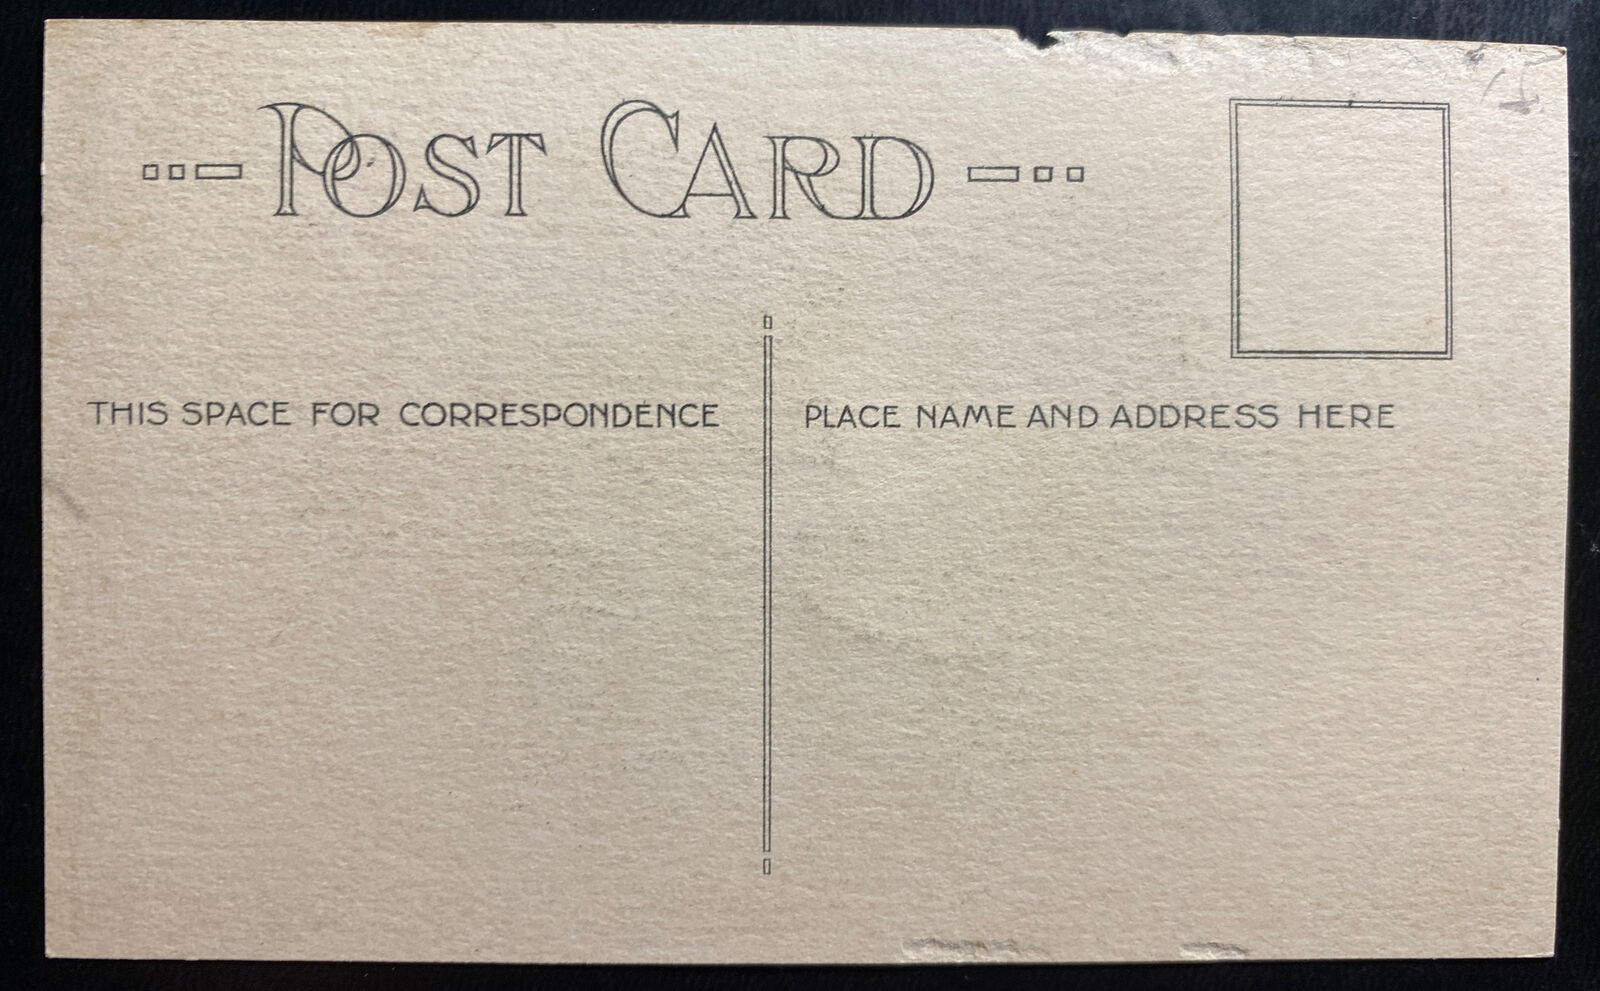 POST CARD
THIS SPACE FOR CORRESPONDENCE
PLACE NAME AND ADDRESS HERE